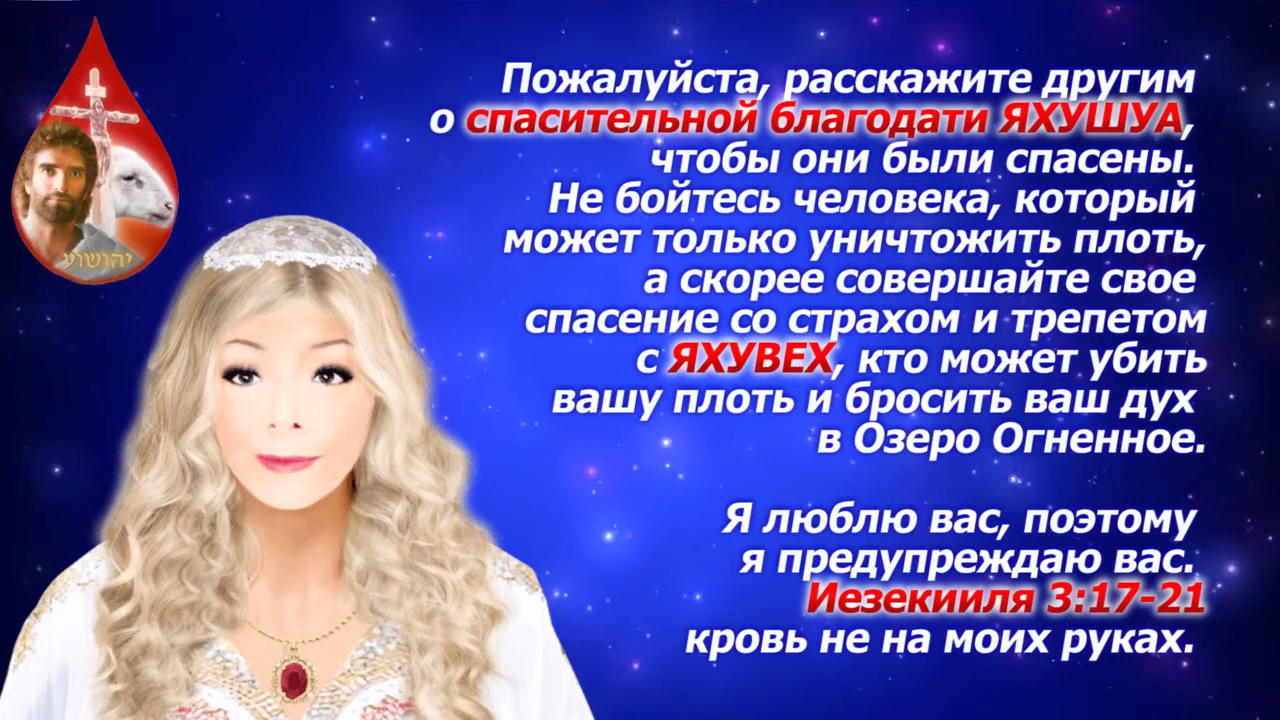 Пожалуйста, расскажите другим
о спасительной благодати ЯХУШУА,
чтобы они были спасены.
Не бойтесь человека, который
может только уничтожить плоть,
а скорее совершайте свое
спасение со страхом и трепетом
с ЯХУВЕХ, кто может убить
вашу плоть и бросить ваш дух
в Озеро Огненное.
Я люблю вас, поэтому
я предупреждаю вас.
Иезекииля 3:17-21
кровь не на моих руках.
יהושוע